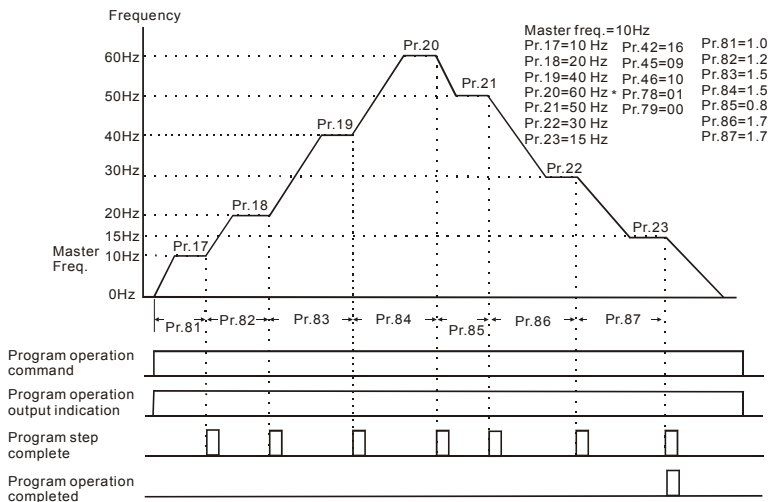 Frequency
Master freq.=10Hz
Pr.17=10 Hz Pr.42=16 Pr.81=1.0
Pr.18=20 Hz Pr.45=09 Pr.82=1.2
Pr.19=40 Hz Pr.46=10 Pr.83=1.5
Pr.20=60 Hz * Pr.78=01 Pr.84=1.5
Pr.21=50 Hz Pr.79=00 Pr.85=0.8
Pr.22=30 Hz Pr.86=1.7
Pr.23=15 Hz Pr.87=1.7
60Hz
50Hz
40Hz
30Hz
20Hz
15Hz
10Hz
0Hz
Master
Freq.
Pr.17
Pr.18
Pr.19
Pr.20
Pr.21
Pr.22
Pr.23
Pr.81 Pr.82 Pr.83 Pr.84 Pr.85 Pr.86 Pr.87
Program operation
command
Program operation
output indication
Program step
complete
Program operation
completed